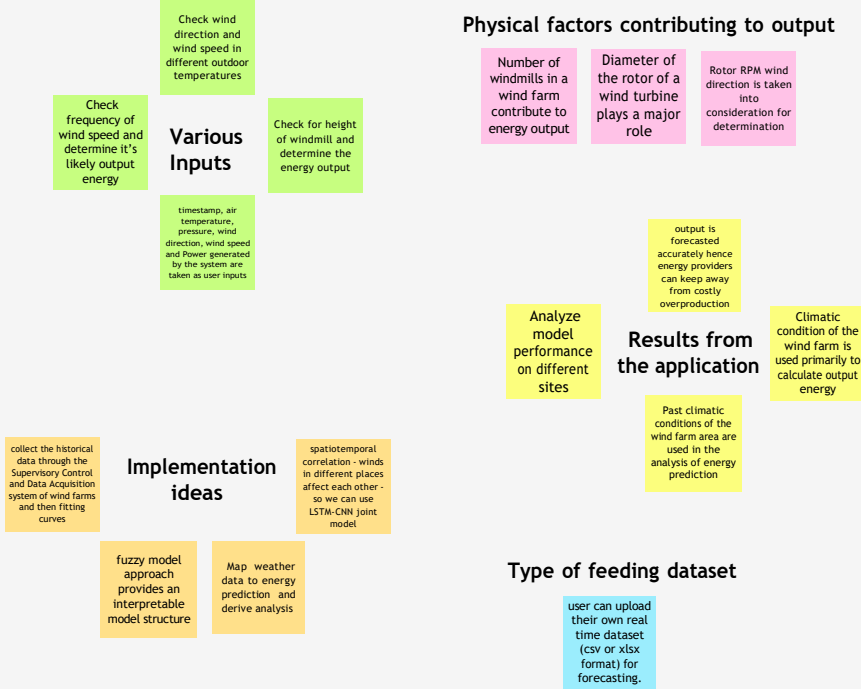 Check wind
direction and
wind speed in
different outdoor
temperatures
Check
frequency of
wind speed and
determine it's
likely output
energy
Various
Inputs
Check for height
of windmill and
determine the
energy output
timestamp, air
temperature,
pressure, wind
direction, wind speed
and Power generated
by the system are
taken as user inputs
Physical factors contributing to output
Number of
windmills in a
wind farm
contribute to
energy output
Diameter of
the rotor of a
wind turbine
plays a major
role
Rotor RPM wind
direction is taken
into
consideration for
determination
output is
forecasted
accurately hence
energy providers
can keep away
from costly
overproduction
Analyze
model
performance
on different
sites
Results from
the application
Climatic
condition of the
wind farm is
used primarily to
calculate output
energy
Past climatic
conditions of the
wind farm area are
used in the
analysis of energy
prediction
collect the historical
data through the
Supervisory Control
and Data Acquisition
system of wind farms
and then fitting
curves
Implementation
ideas
spatiotemporal
correlation - winds
in different places
affect each other -
so we can use
LSTM-CNN joint
model
fuzzy model
approach
provides an
interpretable
model structure
Map weather
data to energy
prediction and
derive analysis
Type of feeding dataset
user can upload
their own real
time dataset
(csv or xlsx
format) for
forecasting.